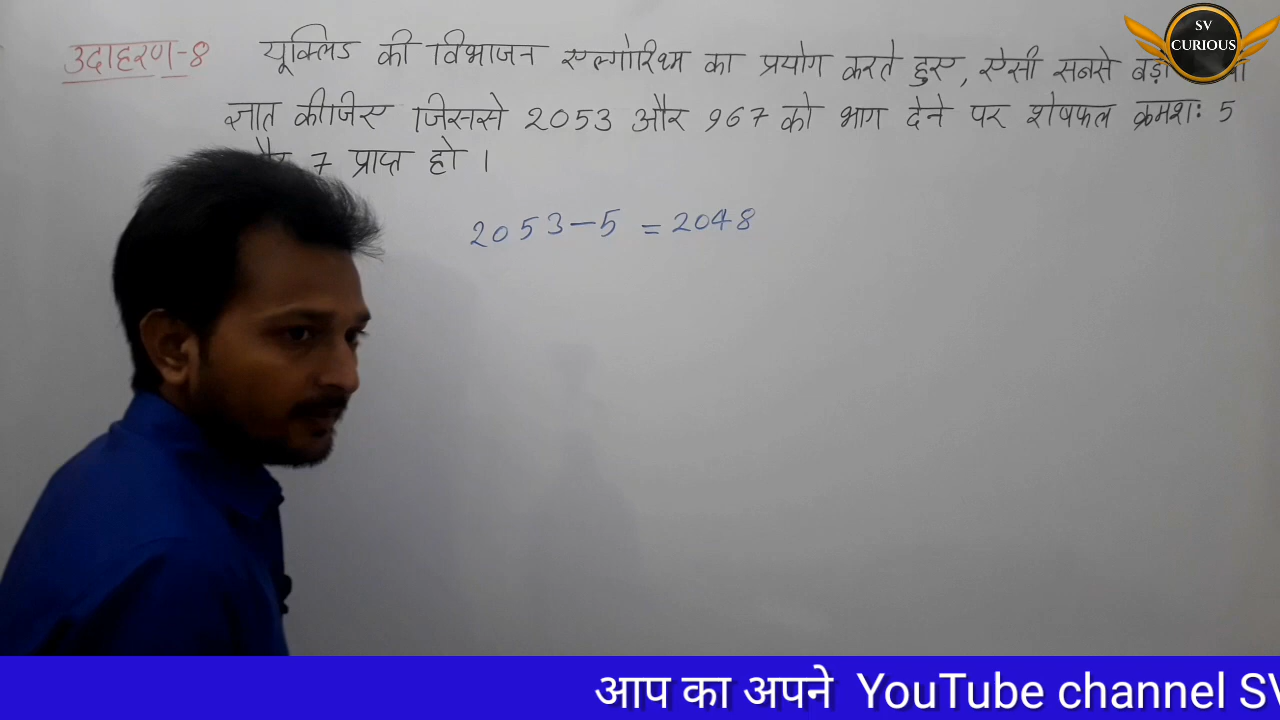 उदाहरण-8 यूक्लिड की विभाजन एल्गोरिथ्म का प्रयोग करते हुए, ऐसी सबसे बड़ी
ज्ञात कीजिए जिससे 2053 और 967 को भाग देने पर शेषफल क्रमशः 5
7 प्राप्त हो ।
2053-5 = 2048
SV
CURIOUS
आप का अपने YouTube channel SV